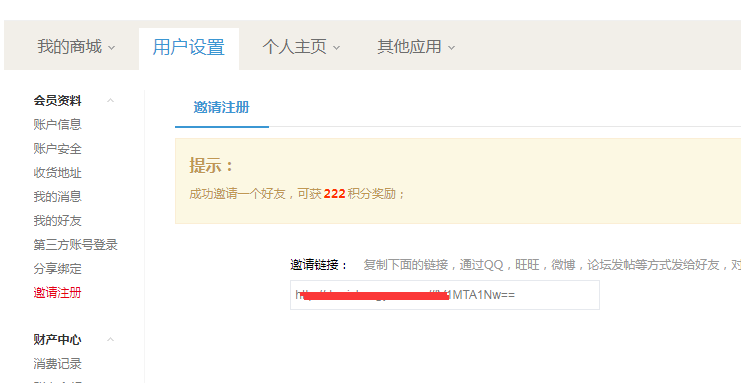 我的商城 用户设置 个人主页 其他应用
会员资料
账户信息
账户安全
收货地址
我的消息
我的好友
第三方账号登录
分享绑定
邀请注册
财产中心
消费记录
邀请注册
提示：
成功邀请一个好友，可获 222 积分奖励；
邀请链接： 复制下面的链接，通过QQ，旺旺，微博，论坛发帖等方式发给好友，对
1MTA1Nw==